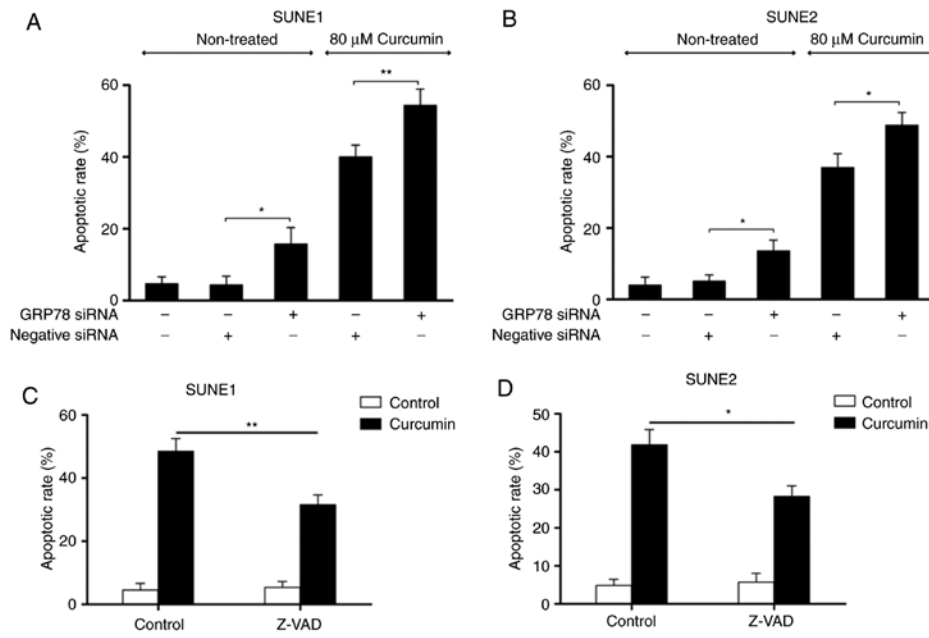 A
SUNE1
Non-treated
80 μM Curcumin
**
*
60
40
20
0
Apoptotic rate (%)
GRP78 siRNA − − + − +
Negative siRNA − + − + −
B
SUNE2
Non-treated
80 μM Curcumin
*
*
60
40
20
0
Apoptotic rate (%)
GRP78 siRNA − − + − +
Negative siRNA − + − + −
C
SUNE1
Control
Curcumin
**
60
40
20
0
Apoptotic rate (%)
Control Z-VAD
D
SUNE2
Control
Curcumin
*
50
40
30
20
10
0
Apoptotic rate (%)
Control Z-VAD